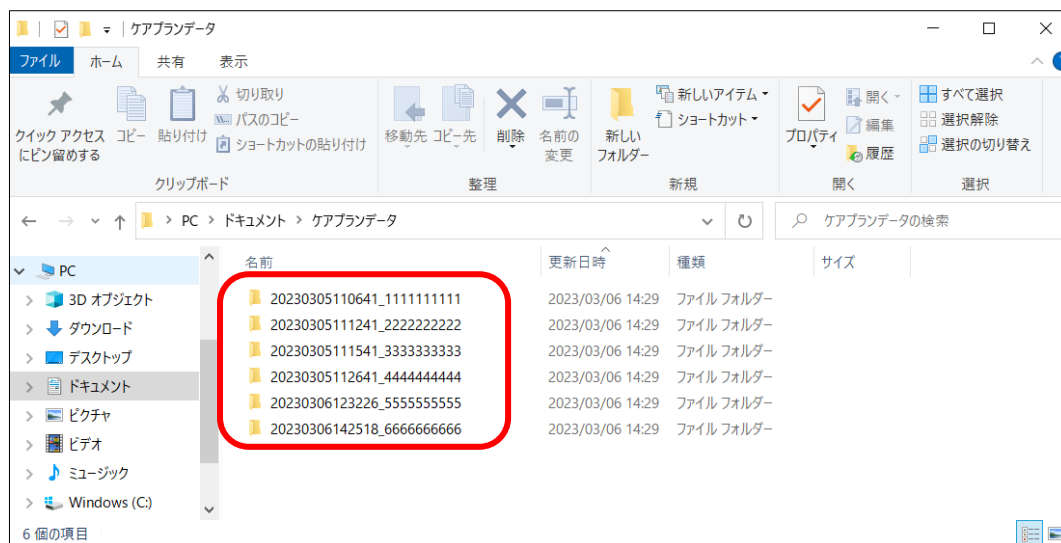 ケアプランデータ
ファイル ホーム 共有 表示
クイック アクセス
にピン留めする
コピー
貼り付け
切り取り
パスのコピー
ショートカットの貼り付け
クリップボード
移動先
コピー先
削除
名前の
変更
整理
新しい
フォルダー
新しいアイテム
ショートカット
新規
プロパティ
開く
編集
履歴
開く
すべて選択
選択解除
選択の切り替え
選択
PC > ドキュメント > ケアプランデータ
ケアプランデータの検索
PC
3D オブジェクト
ダウンロード
デスクトップ
ドキュメント
ピクチャ
ビデオ
ミュージック
Windows (C:)
名前 更新日時 種類 サイズ
20230305110641_1111111111 2023/03/06 14:29 ファイル フォルダー
20230305111241_2222222222 2023/03/06 14:29 ファイル フォルダー
20230305111541_3333333333 2023/03/06 14:29 ファイル フォルダー
20230305112641_4444444444 2023/03/06 14:29 ファイル フォルダー
20230306123226_5555555555 2023/03/06 14:29 ファイル フォルダー
20230306142518_6666666666 2023/03/06 14:29 ファイル フォルダー
6 個の項目